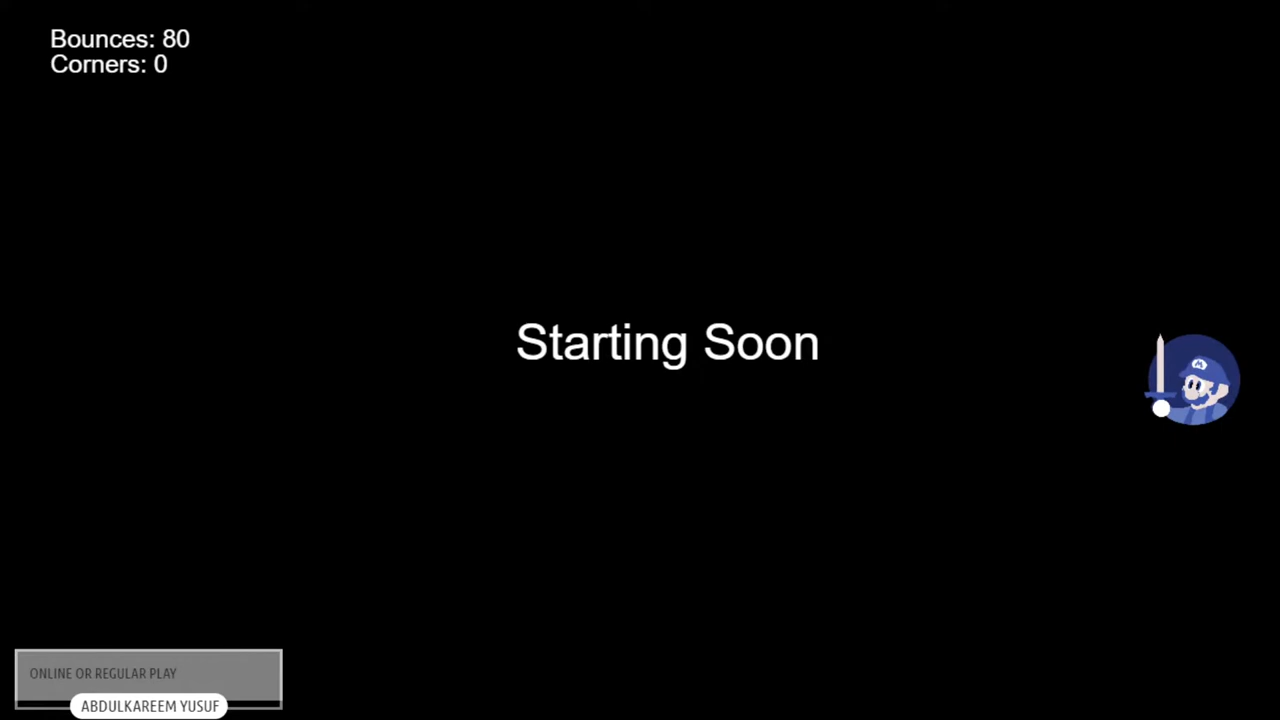 Bounces: 80
Corners: 0
Starting Soon
M
ONLINE OR REGULAR PLAY
ABDULKAREEM YUSUF